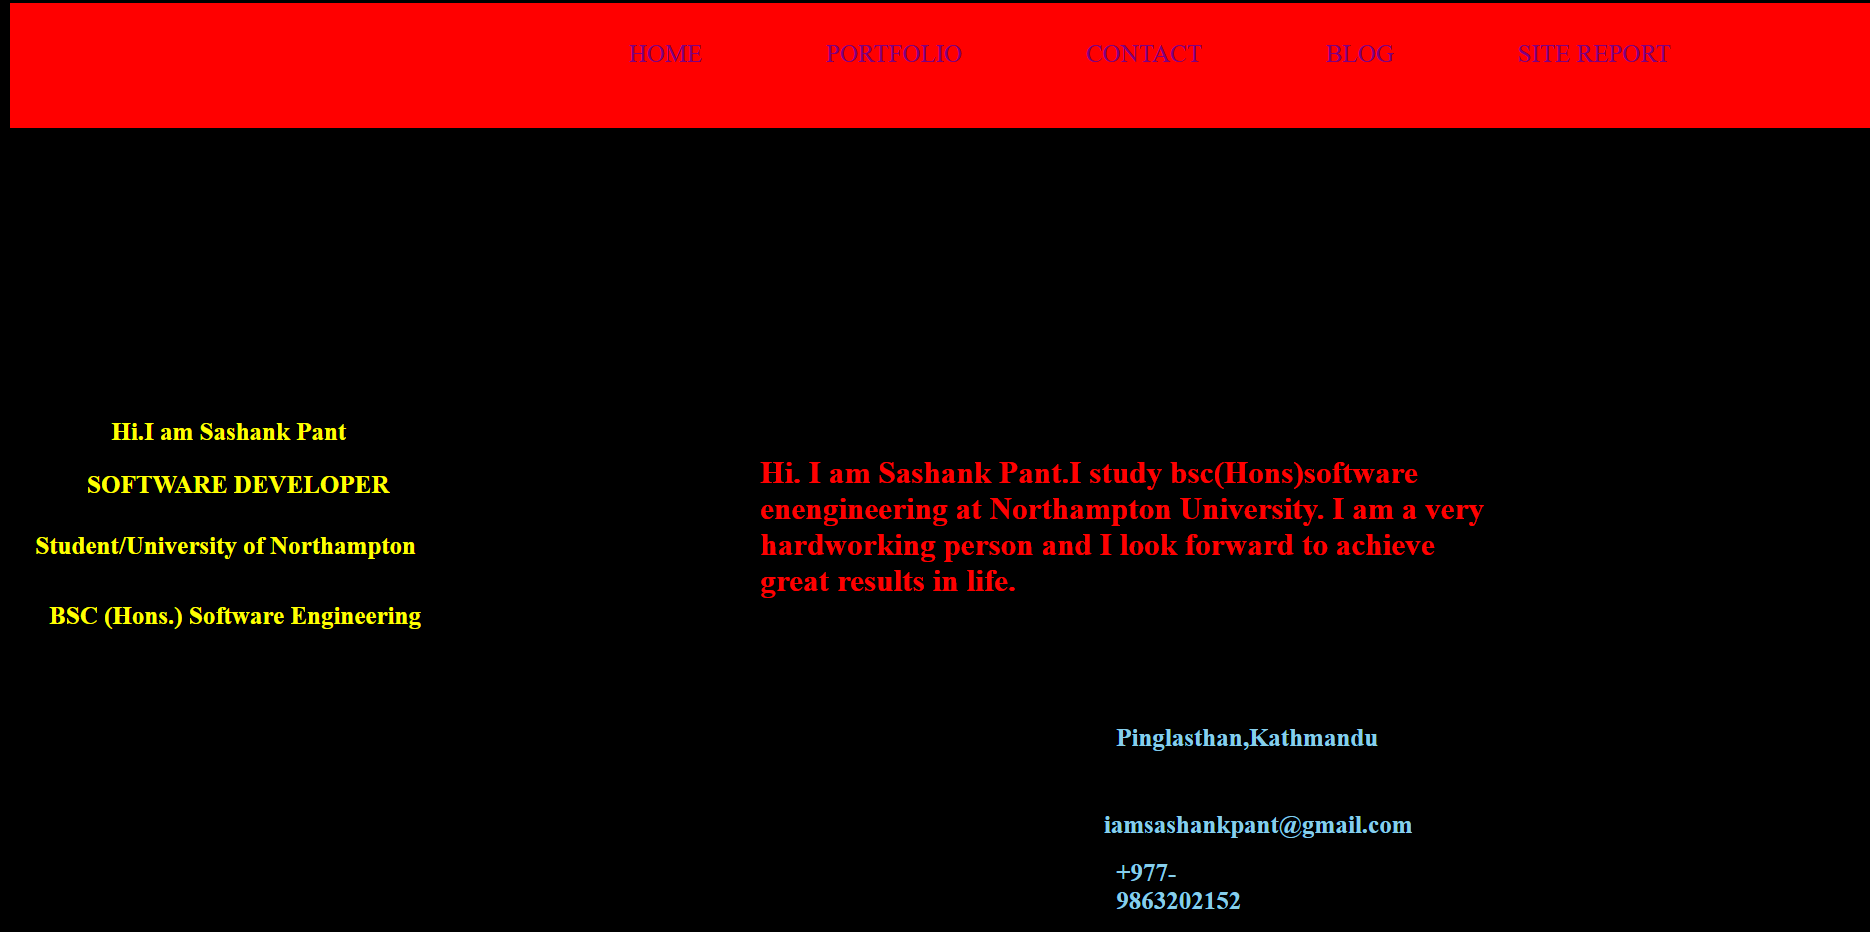 HOME PORTFOLIO CONTACT BLOG SITE REPORT
Hi.I am Sashank Pant
SOFTWARE DEVELOPER
Student/University of Northampton
BSC (Hons.) Software Engineering
Hi. I am Sashank Pant.I study bsc(Hons)software
enengineering at Northampton University. I am a very
hardworking person and I look forward to achieve
great results in life.
Pinglasthan,Kathmandu
iamsashankpant@gmail.com
+977-
9863202152